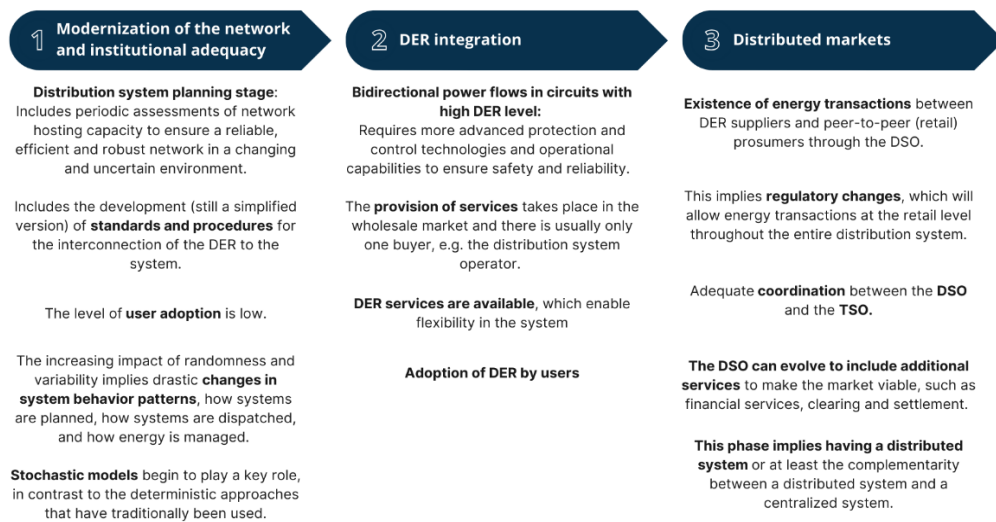 1
Modernization of the network
and institutional adequacy
Distribution system planning stage:
Includes periodic assessments of network
hosting capacity to ensure a reliable,
efficient and robust network in a changing
and uncertain environment.
Includes the development (still a simplified
version) of standards and procedures for
the interconnection of the DER to the
system.
The level of user adoption is low.
The increasing impact of randomness and
variability implies drastic changes in
system behavior patterns, how systems
are planned, how systems are dispatched,
and how energy is managed.
Stochastic models begin to play a key role,
in contrast to the deterministic approaches
that have traditionally been used.
2
DER integration
Bidirectional power flows in circuits with
high DER level:
Requires more advanced protection and
control technologies and operational
capabilities to ensure safety and reliability.
The provision of services takes place in the
wholesale market and there is usually only
one buyer, e.g. the distribution system
operator.
DER services are available, which enable
flexibility in the system
Adoption of DER by users
3
Distributed markets
Existence of energy transactions between
DER suppliers and peer-to-peer (retail)
prosumers through the DSO.
This implies regulatory changes, which will
allow energy transactions at the retail level
throughout the entire distribution system.
Adequate coordination between the DSO
and the TSO.
The DSO can evolve to include additional
services to make the market viable, such as
financial services, clearing and settlement.
This phase implies having a distributed
system or at least the complementarity
between a distributed system and a
centralized system.